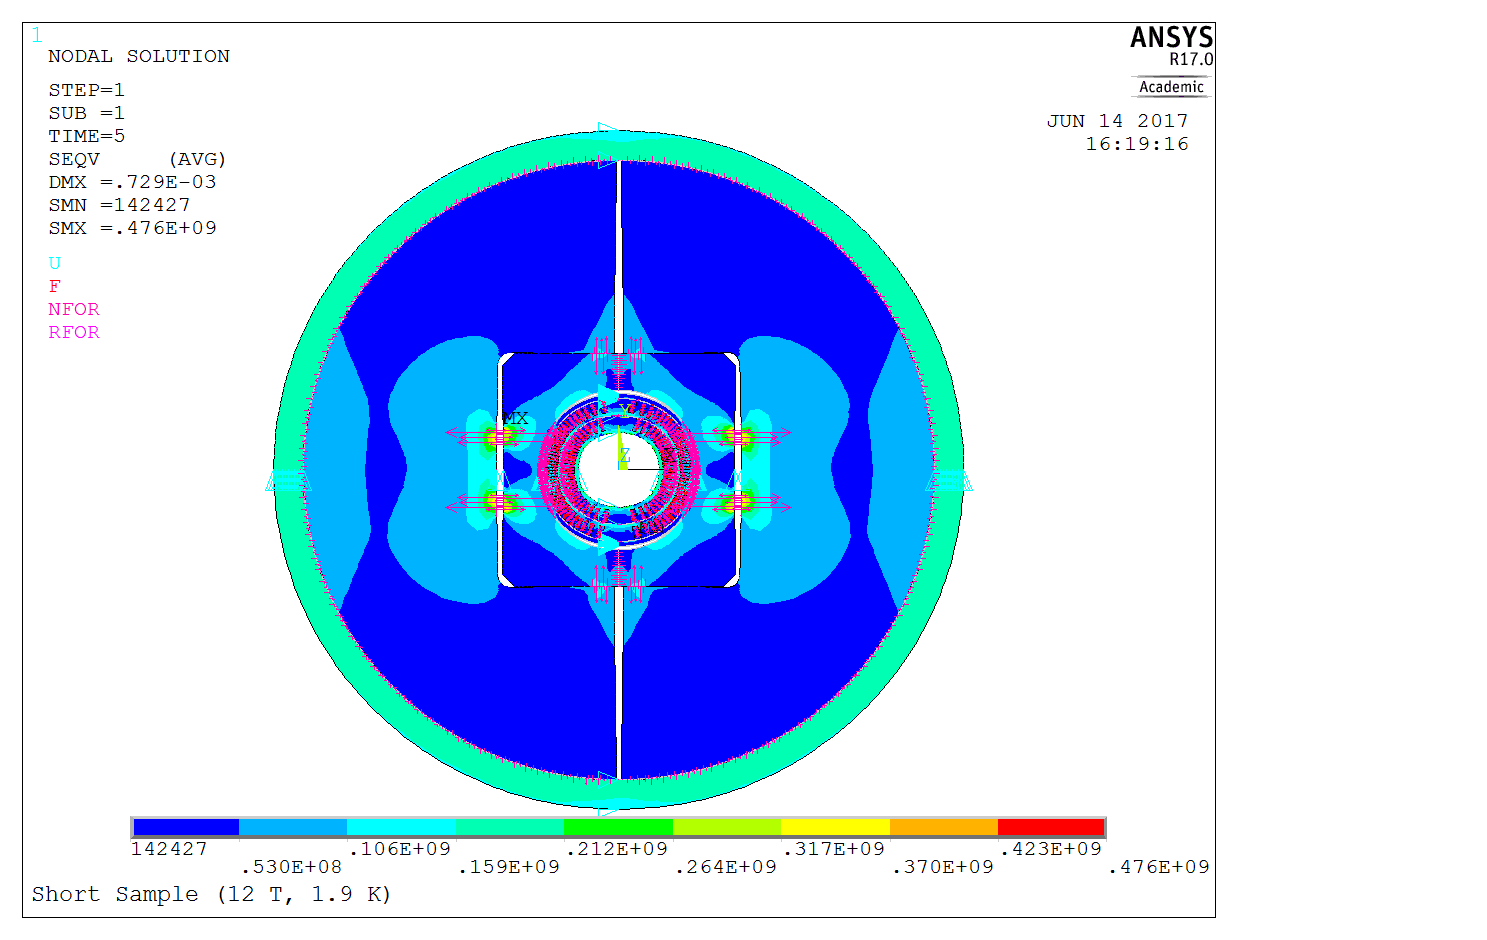 1
NODAL SOLUTION
STEP=1
SUB =1
TIME=5
SEQV (AVG)
DMX =.729E-03
SMN =142427
SMX =.476E+09
U
F
NFOR
RFOR
ANSYS
R17.0
Academic
JUN 14 2017
16:19:16
MX
Y
Z
142427
.530E+08
.106E+09
.159E+09
.212E+09
.264E+09
.317E+09
.370E+09
.423E+09
.476E+09
Short Sample (12 T, 1.9 K)